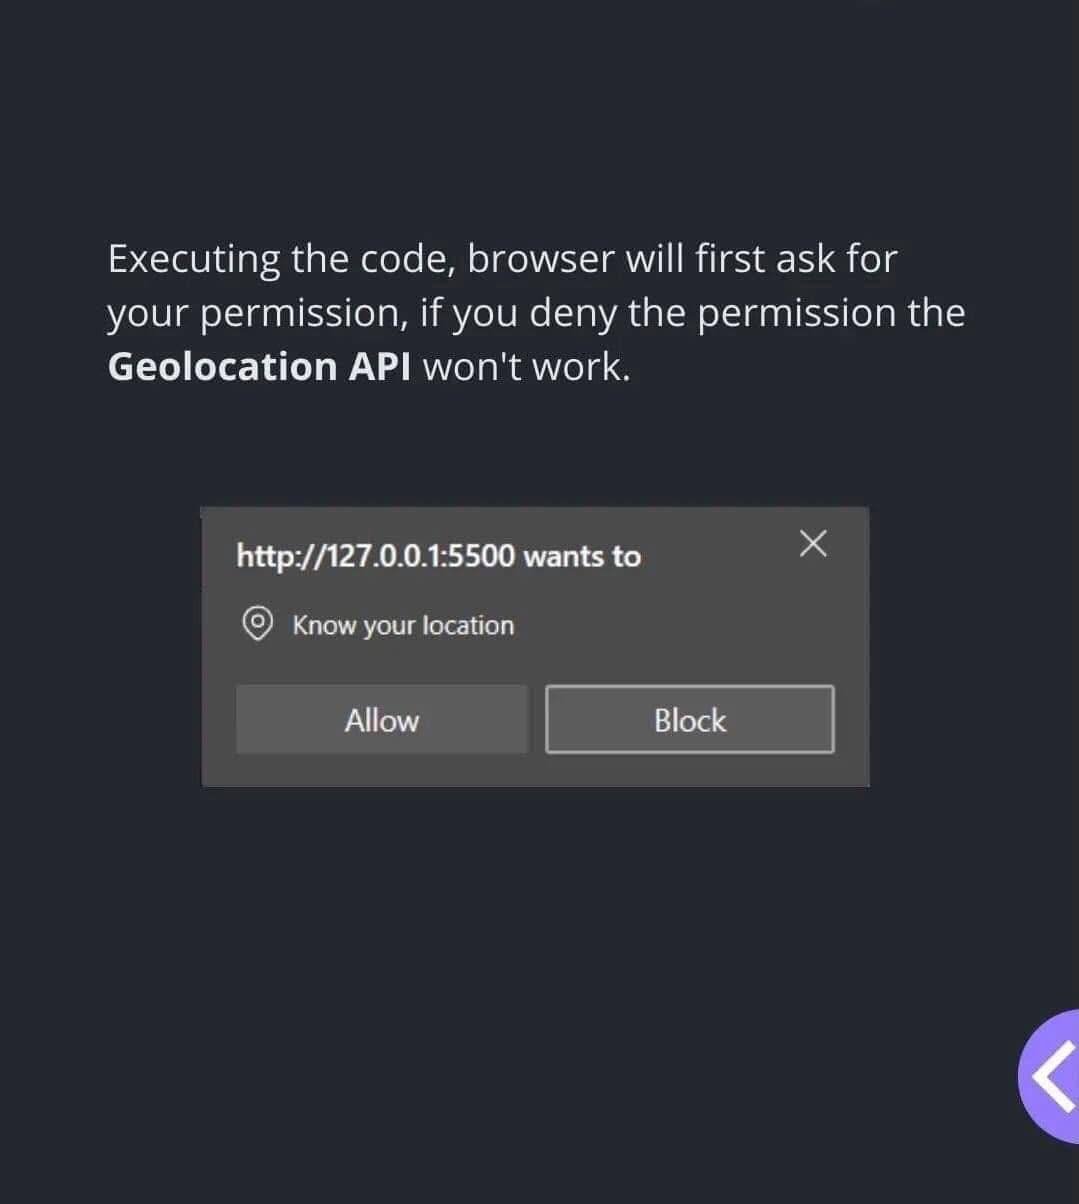 Executing the code, browser will first ask for
your permission, if you deny the permission the
Geolocation API won't work.
http://127.0.0.1:5500 wants to
Know your location
Allow
Block